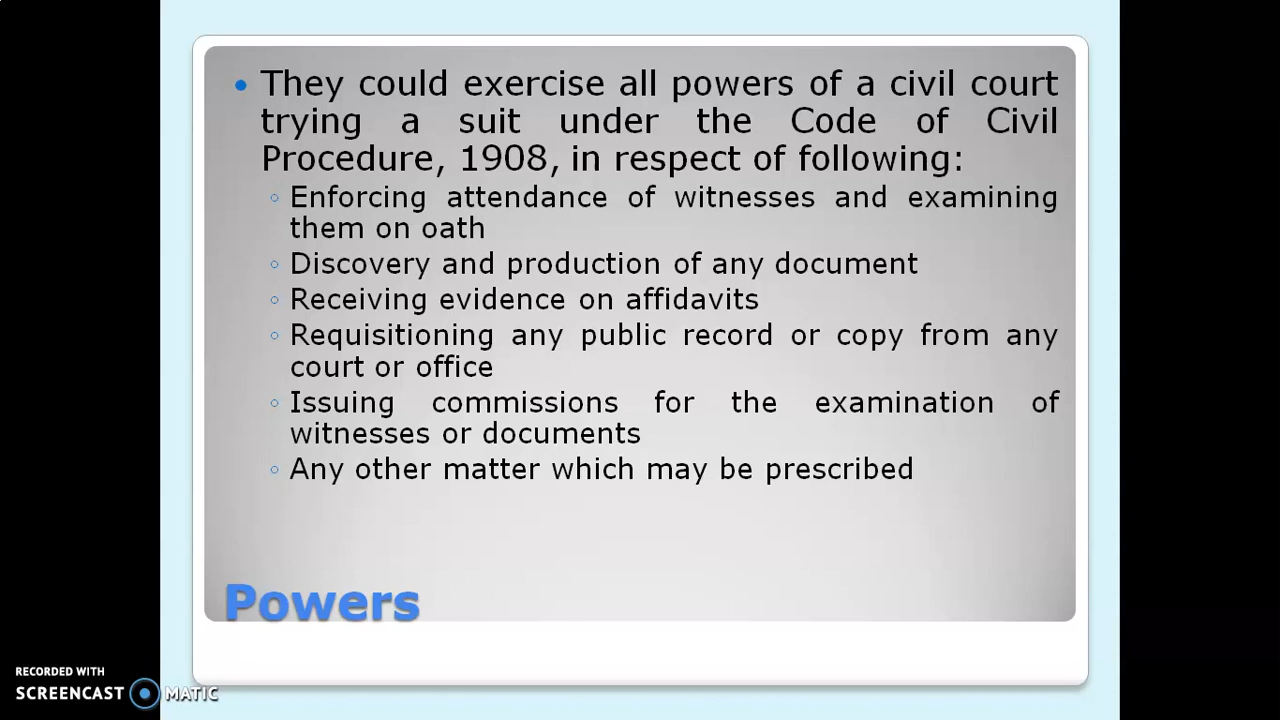 They could exercise all powers of a civil court
trying a suit under the Code of Civil
Procedure, 1908, in respect of following:
Enforcing attendance of witnesses and examining
them on oath
Discovery and production of any document
Receiving evidence on affidavits
Requisitioning any public record or copy from any
court or office
Issuing commissions for the examination of
witnesses or documents
Any other matter which may be prescribed
Powers
RECORDED WITH
SCREENCAST MATIC